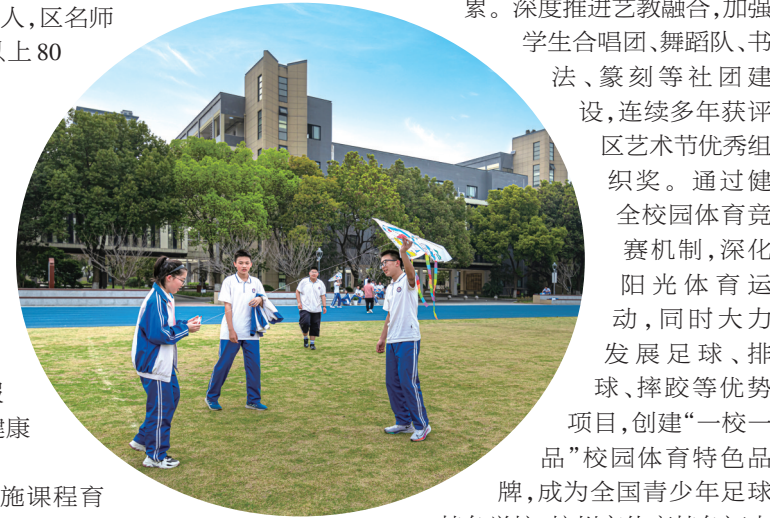 人,区名师
以上80
健康
施课程育
累。深度推进艺教融合,加强
学生合唱团、舞蹈队、书
法、篆刻等社团建
设,连续多年获评
区艺术节优秀组
织奖。通过健
全校园体育竞
赛机制,深化
阳光体育运
动,同时大力
发展足球、排
球、摔跤等优势
项目,创建“一校一
品”校园体育特色品
牌,成为全国青少年足球